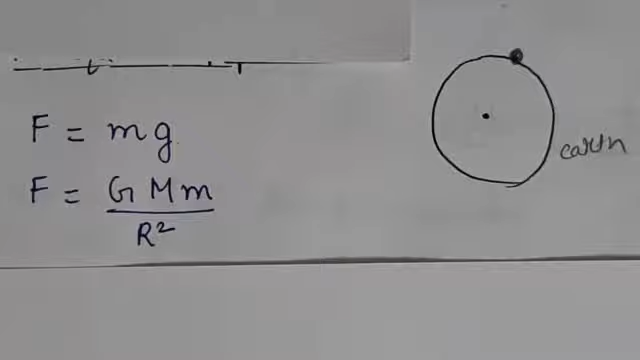 F = mg
F = GMm/R²
earth